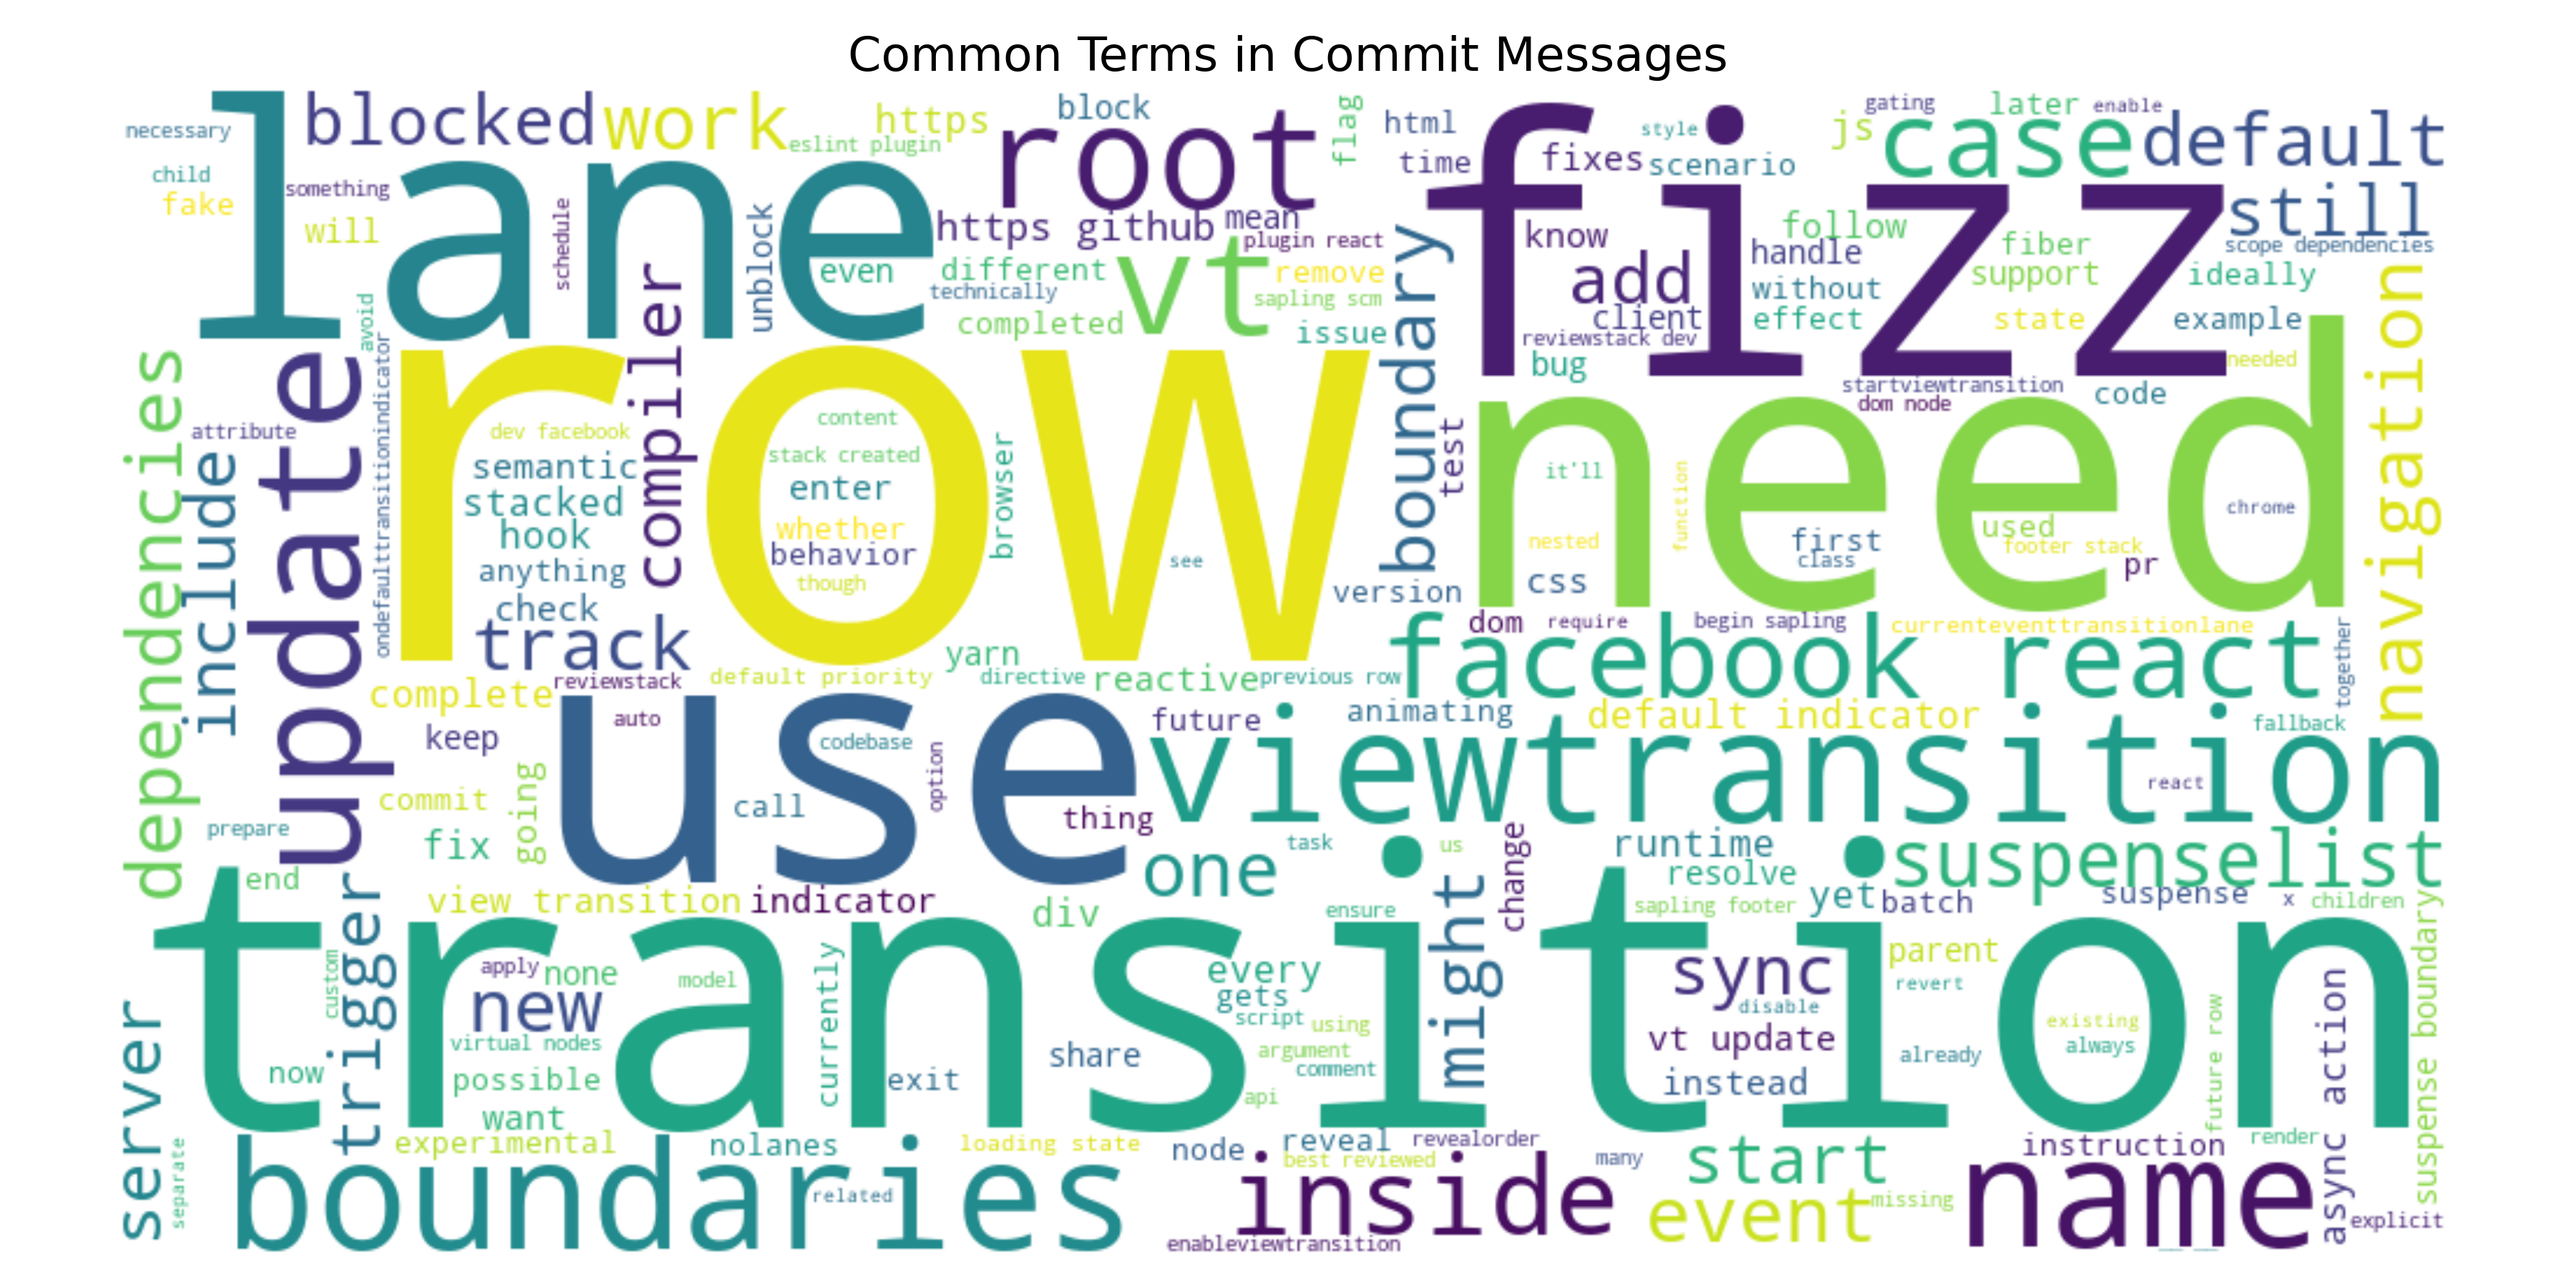 Common Terms in Commit Messages
necessary
lane
blocked
work
https
eslint plugin
block
root
flag
html
time
style
fizz
fixes
scenario
js
gating
later
enable
case
default
child
fake
something
will
schedule
unblock
even
https github
mean
plugin react
different
technically
completed
vt
remove
sapling scm
issue
know
add
client
reviewstack dev
bug
handle
without
effect
follow
fiber
support
state
still
scope dependencies
ideally
example
needed
avoid
compiler
boundary
startviewtransition
dom node
code
navigation
dependencies
attribute
include
update
ondefaulttransitionindicator
row
dev facebook
semantic
stacked
hook
anything
check
track
content
stack created
enter
whether
behavior
though
browser
see
test
version
need
it'll
nested
css
function
first
class
used
footer stack
pr
chrome
yarn
complete
reviewstack
default priority
directive
reactive
previous row
dom
require
begin sapling
currenteventtransitionlane
facebook react
together
keep
auto
use
codebase
option
call
thing
future
animating
default indicator
fallback
viewtransition
react
commit
prepare
fix
going
one
task
us
change
runtime
resolve
suspenselist
end
trigger
view transition
indicator
div
ensure
might
sapling footer
yet
batch
suspense
x
children
transition
custom
apply
none
new
model
currently
every
gets
script
using
argument
comment
api
sync
disable
vt update
instead
parent
revert
already
existing
always
suspense boundary
server
now
virtual nodes
possible
want
exit
share
future row
async action
separate
experimental
nolanes
loading state
node
reveal
revealorder
best reviewed
many
start
instruction
render
boundaries
related
inside
enableviewtransition
event
missing
name
explicit